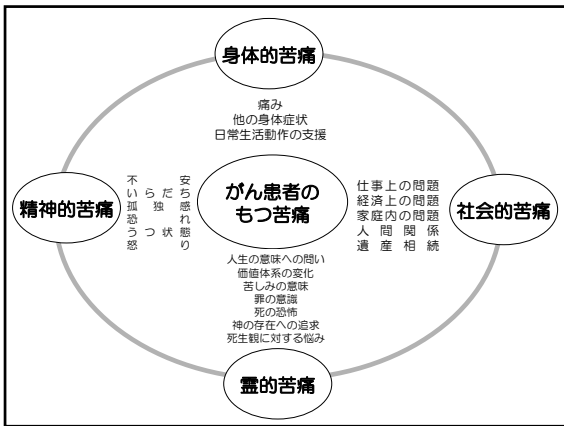 身体的苦痛
痛み
他の身体症状
日常生活動作の支援
精神的苦痛
不安
いらだち
孤独感
恐れ
うつ状態
怒り
がん患者の
もつ苦痛
仕事上の問題
経済上の問題
家庭内の問題
人間関係
遺産相続
社会的苦痛
人生の意味への問い
価値体系の変化
苦しみの意味
罪の意識
死の恐怖
神の存在への追求
死生観に対する悩み
霊的苦痛